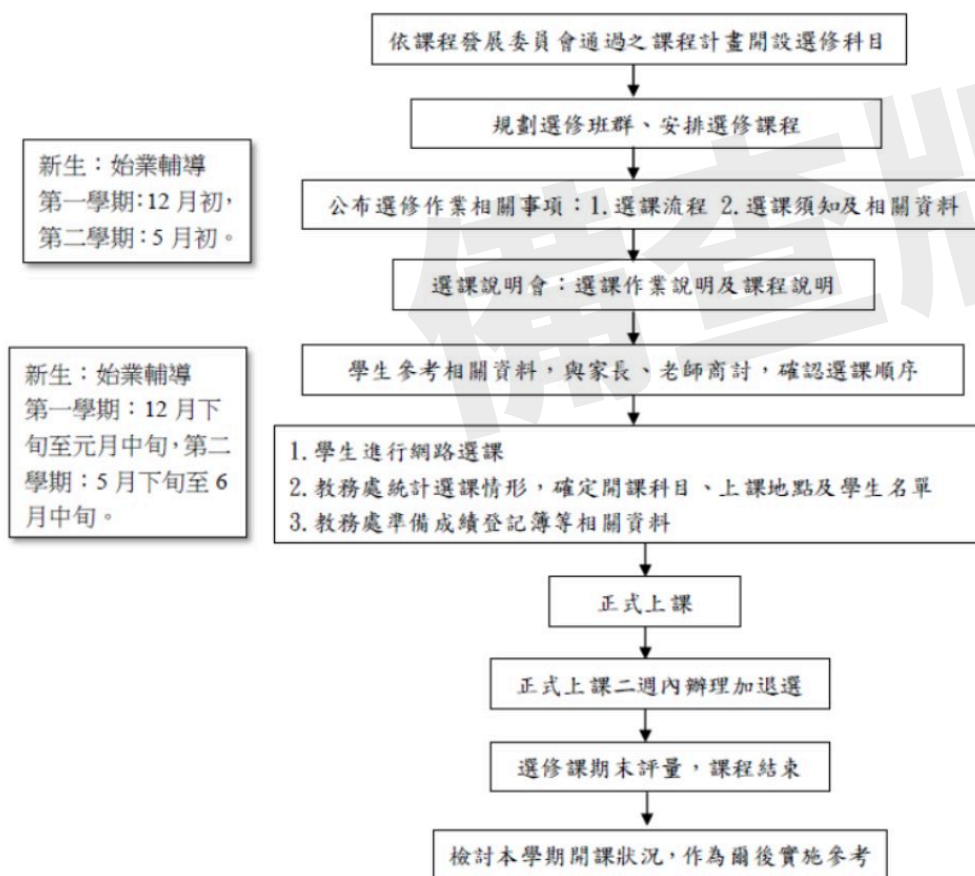 依課程發展委員會通過之課程計畫開設選修科目
規劃選修班群、安排選修課程
新生：始業輔導
第一學期：12 月初，
第二學期：5 月初。
公布選修作業相關事項：1. 選課流程 2. 選課須知及相關資料
選課說明會：選課作業說明及課程說明
學生參考相關資料，與家長、老師商討，確認選課順序
新生：始業輔導
第一學期：12 月下
旬至元月中旬，第二
學期：5 月下旬至 6
月中旬。
1. 學生進行網路選課
2. 教務處統計選課情形，確定開課科目、上課地點及學生名單
3. 教務處準備成績登記簿等相關資料
正式上課
正式上課二週內辦理加退選
選修課期末評量，課程結束
檢討本學期開課狀況，作為爾後實施參考
備查版